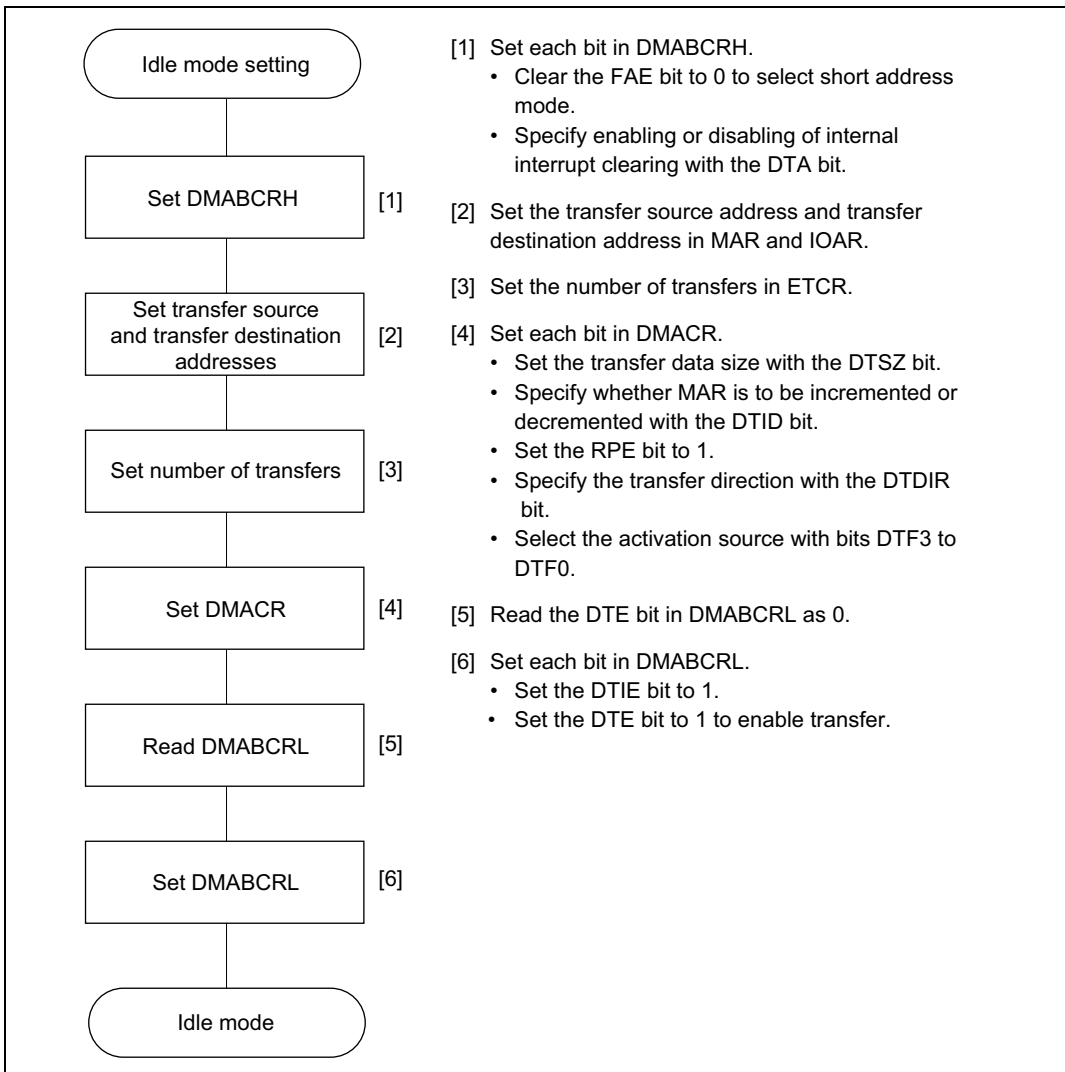 Idle mode setting
Set DMABCRH [1]
Set transfer source
and transfer destination
addresses
[2]
Set number of transfers [3]
Set DMACR [4]
Read DMABCRL [5]
Set DMABCRL [6]
Idle mode
[1] Set each bit in DMABCRH.
• Clear the FAE bit to 0 to select short address
mode.
• Specify enabling or disabling of internal
interrupt clearing with the DTA bit.
[2] Set the transfer source address and transfer
destination address in MAR and IOAR.
[3] Set the number of transfers in ETCR.
[4] Set each bit in DMACR.
• Set the transfer data size with the DTSZ bit.
• Specify whether MAR is to be incremented or
decremented with the DTID bit.
• Set the RPE bit to 1.
• Specify the transfer direction with the DTDIR
bit.
• Select the activation source with bits DTF3 to
DTF0.
[5] Read the DTE bit in DMABCRL as 0.
[6] Set each bit in DMABCRL.
• Set the DTIE bit to 1.
• Set the DTE bit to 1 to enable transfer.